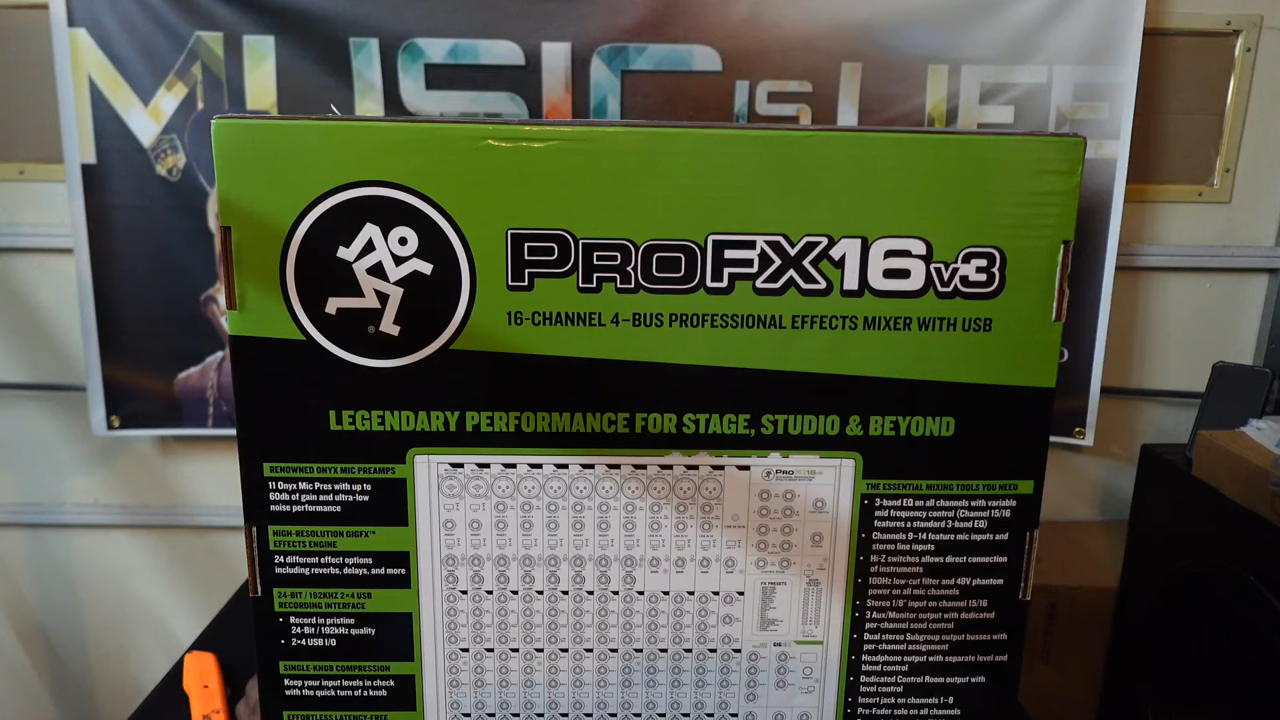 MUSIC IS LIFE
PROFX16v3
16-CHANNEL 4-BUS PROFESSIONAL EFFECTS MIXER WITH USB
®
LEGENDARY PERFORMANCE FOR STAGE, STUDIO & BEYOND
RENOWNED ONYX MIC PREAMPS
11 Onyx Mic Pres with up to
60db of gain and ultra-low
noise performance
HIGH-RESOLUTION GIGFX™
EFFECTS ENGINE
24 different effect options
including reverbs, delays, and more
24-BIT / 192KHZ 2×4 USB
RECORDING INTERFACE
• Record in pristine
24-Bit / 192kHz quality
• 2×4 USB I/O
SINGLE-KNOB COMPRESSION
Keep your input levels in check
with the quick turn of a knob
EFFORTLESS LATENCY-FREE
PROFX16v3
FX PRESETS
THE ESSENTIAL MIXING TOOLS YOU NEED
• 3-band EQ on all channels with variable
mid frequency control (Channel 15/16
features a standard 3-band EQ)
• Channels 9-14 feature mic inputs and
stereo line inputs
• Hi-Z switches allows direct connection
of instruments
• 100Hz low-cut filter and 48V phantom
power on all mic channels
• Stereo 1/8" input on channel 15/16
• 3 Aux/Monitor output with dedicated
per-channel send control
• Dual stereo Subgroup output busses with
per-channel assignment
• Headphone output with separate level and
blend control
• Dedicated Control Room output with
level control
• Insert jack on channels 1-8
• Pre-Fader solo on all channels